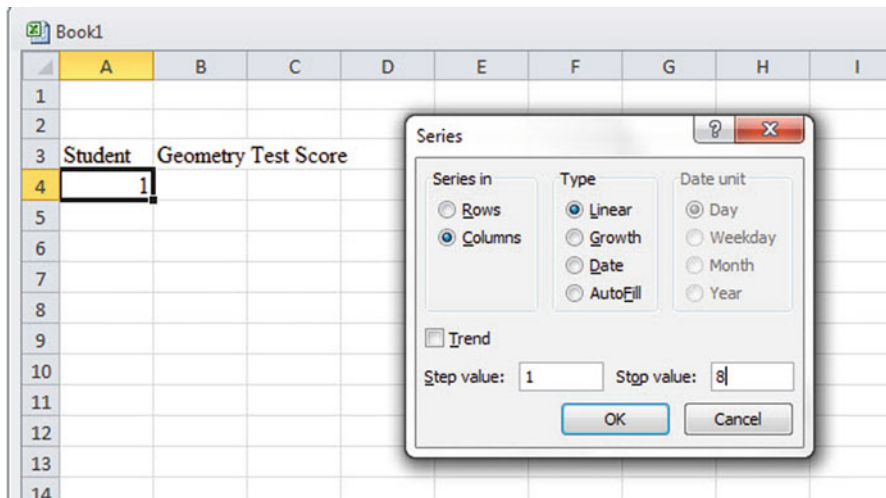 Book1
A B C D E F G H I
1
2
3 Student Geometry Test Score
4 1
5
6
7
8
9
10
11
12
13
14
Series
Series in Type Date unit
Rows Linear Day
Columns Growth Weekday
Date Month
AutoFill Year
Trend
Step value: 1 Stop value: 8
OK Cancel